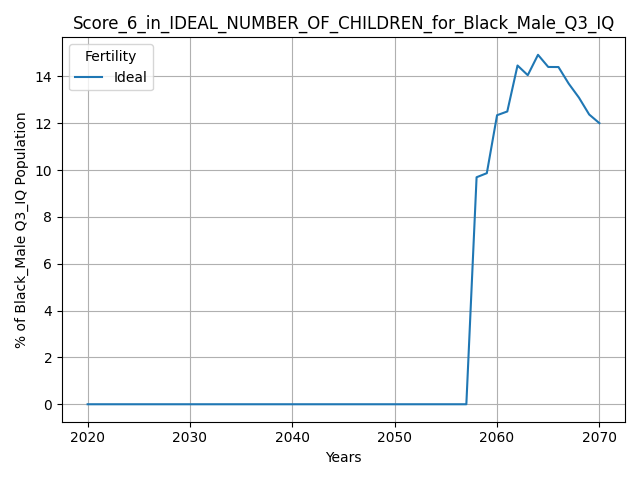 Score_6_in_IDEAL_NUMBER_OF_CHILDREN_for_Black_Male_Q3_IQ
Fertility
Ideal
% of Black_Male Q3_IQ Population
14
12
10
8
6
4
2
0
2020 2030 2040 2050 2060 2070
Years